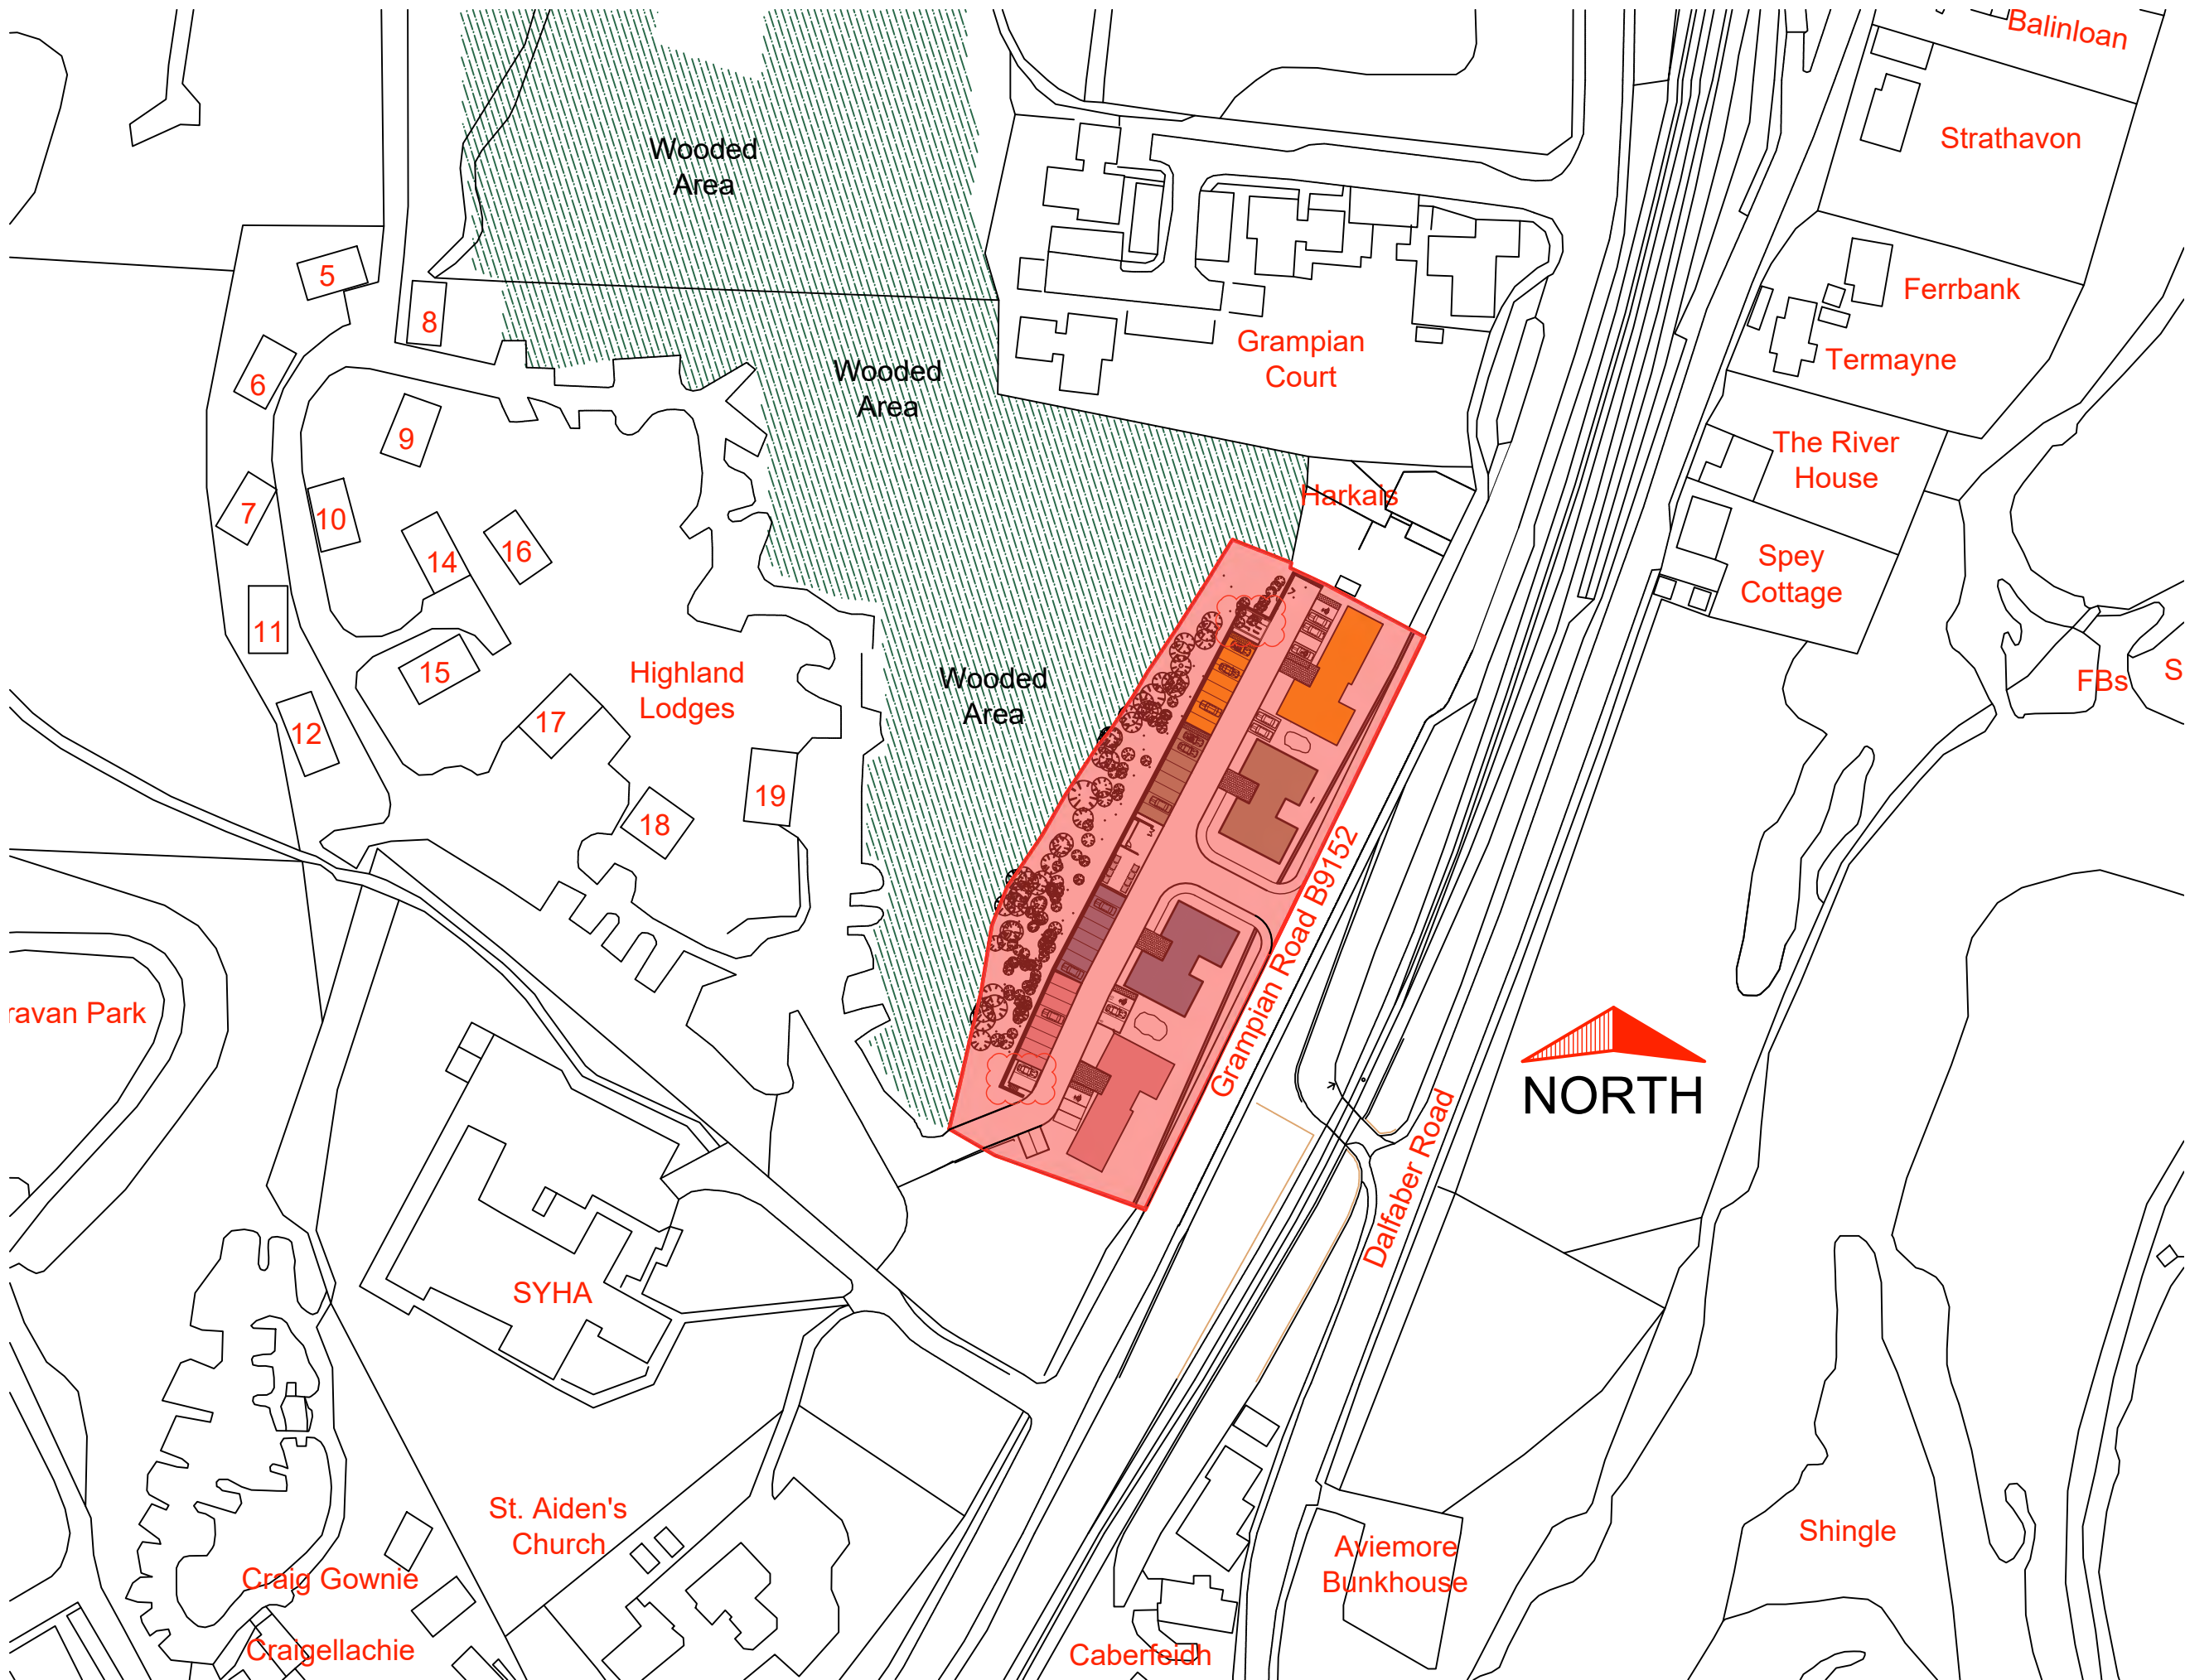 Balinloan
Strathavon
Wooded
Area
5
Ferrbank
8
Grampian
Court
Termayne
Wooded
Area
6
9
The River
House
Harkais
7
10
16
14
Spey
Cottage
11
15
Highland
Lodges
Wooded
Area
FBs
S
17
12
19
18
Grampian Road B9152
ravan Park
NORTH
Dalfaber Road
SYHA
St. Aiden's
Church
Aviemore
Bunkhouse
Shingle
Craig Gownie
Craigellachie
Caberfeidh